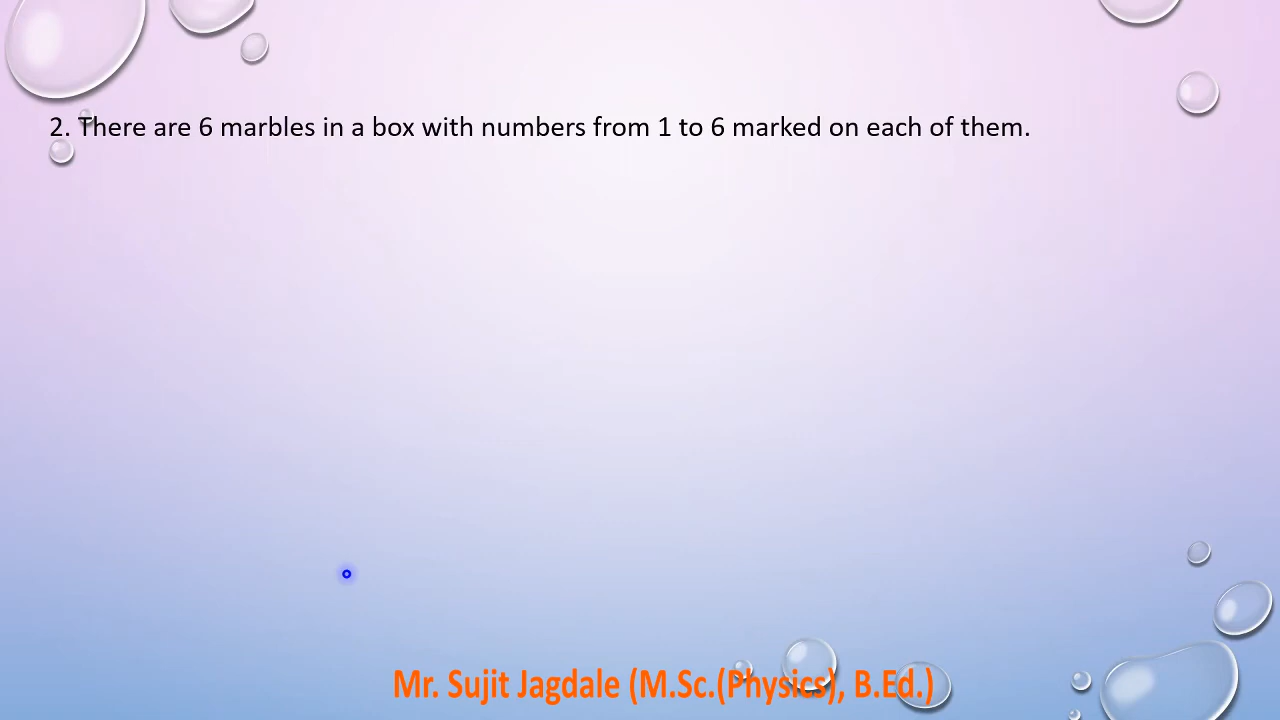 2. There are 6 marbles in a box with numbers from 1 to 6 marked on each of them.
Mr. Sujit Jagdale (M.Sc.(Physics), B.Ed.)